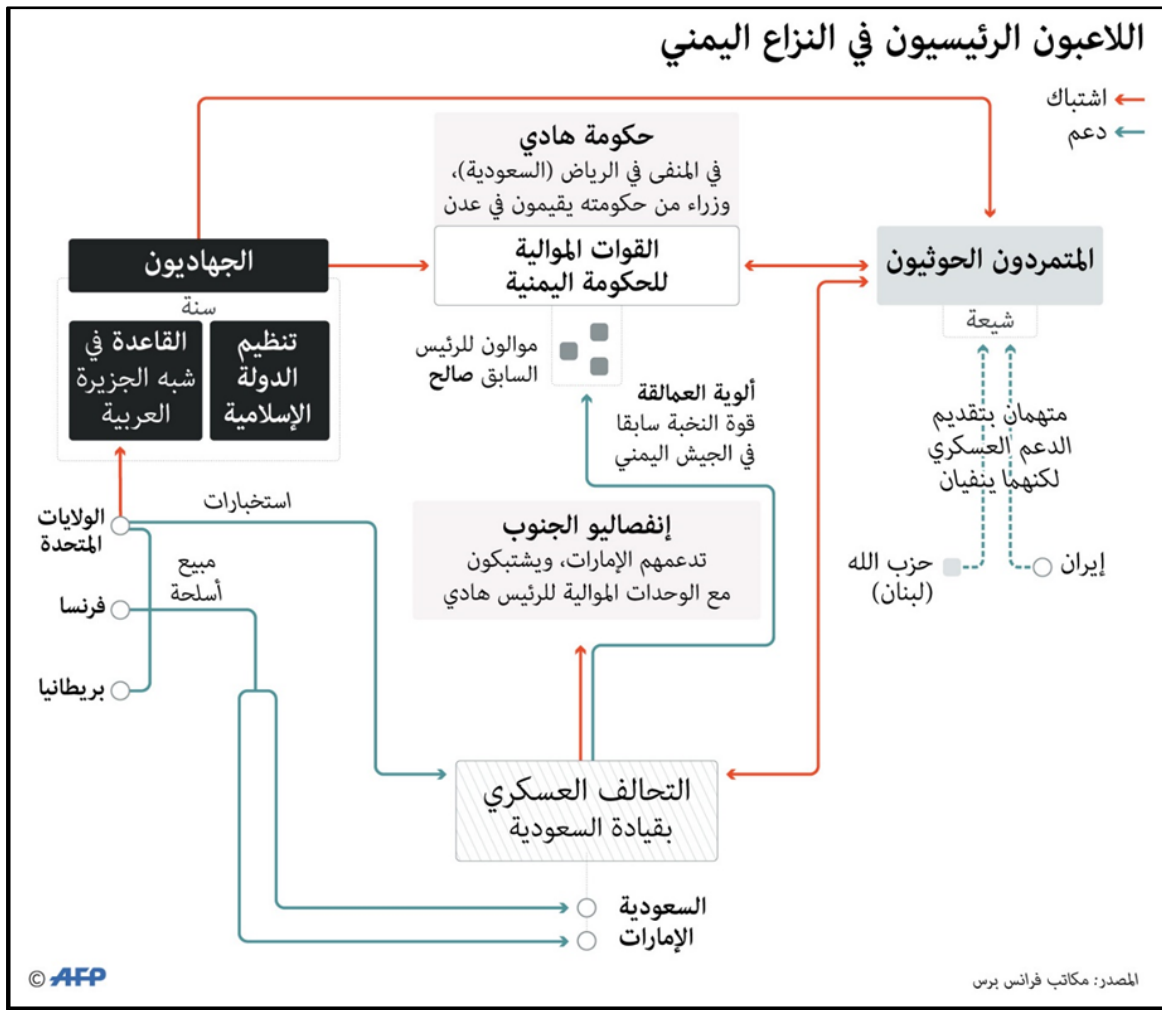 اللاعبون الرئيسيون في النزاع اليمني
اشتباك
دعم
حكومة هادي
في المنفى في الرياض (السعودية)،
وزراء من حكومته يقيمون في عدن
القوات الموالية
للحكومة اليمنية
المتمردون الحوثيون
شيعة
الجهاديون
سنة
تنظيم
الدولة
الإسلامية
القاعدة في
شبه الجزيرة
العربية
موالون للرئيس
السابق صالح
ألوية العمالقة
قوة النخبة سابقا
في الجيش اليمني
متهمان بتقديم
الدعم العسكري
لكنهما ينفيان
إيران
حزب الله
(لبنان)
إنفصاليو الجنوب
تدعمهم الإمارات، ويشتبكون
مع الوحدات الموالية للرئيس هادي
استخبارات
الولايات
المتحدة
مبيع
أسلحة
فرنسا
بريطانيا
التحالف العسكري
بقيادة السعودية
السعودية
الإمارات
المصدر: مكاتب فرانس برس
© AFP